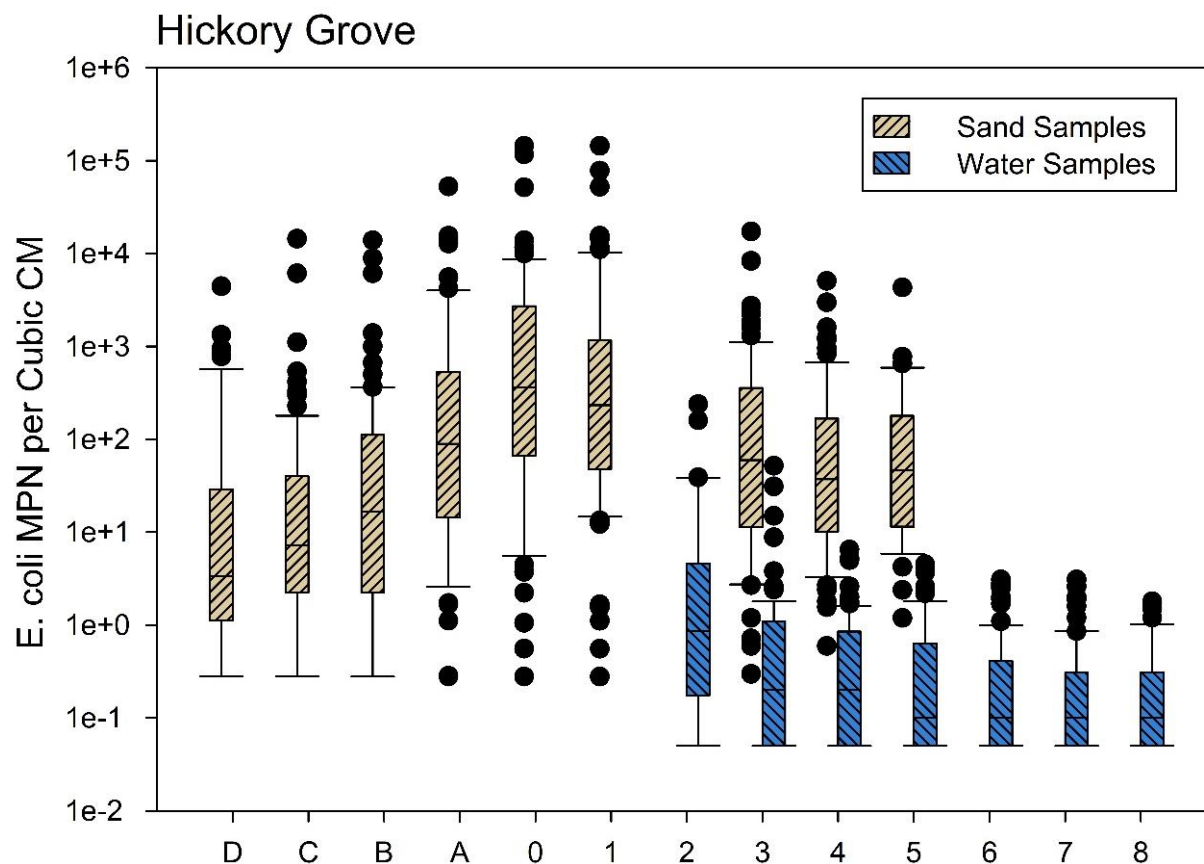 Hickory Grove
1e+6
1e+5
1e+4
1e+3
1e+2
1e+1
1e+0
1e-1
1e-2
E. coli MPN per Cubic CM
Sand Samples
Water Samples
D C B A 0 1 2 3 4 5 6 7 8